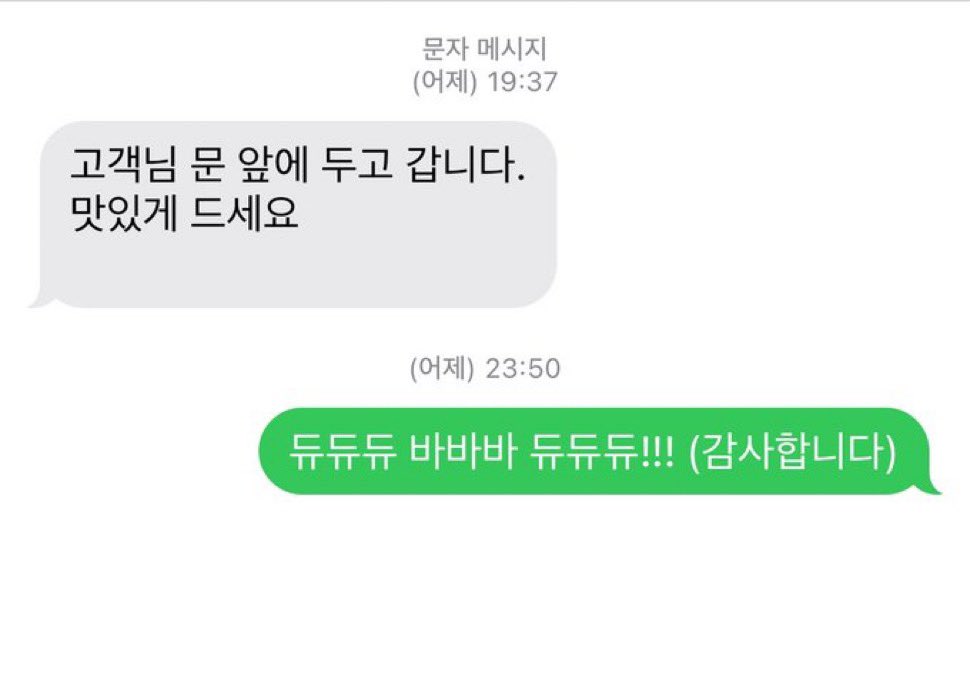 문자 메시지
(어제) 19:37
고객님 문 앞에 두고 갑니다.
맛있게 드세요
(어제) 23:50
듀듀듀 바바바 듀듀듀!!! (감사합니다)